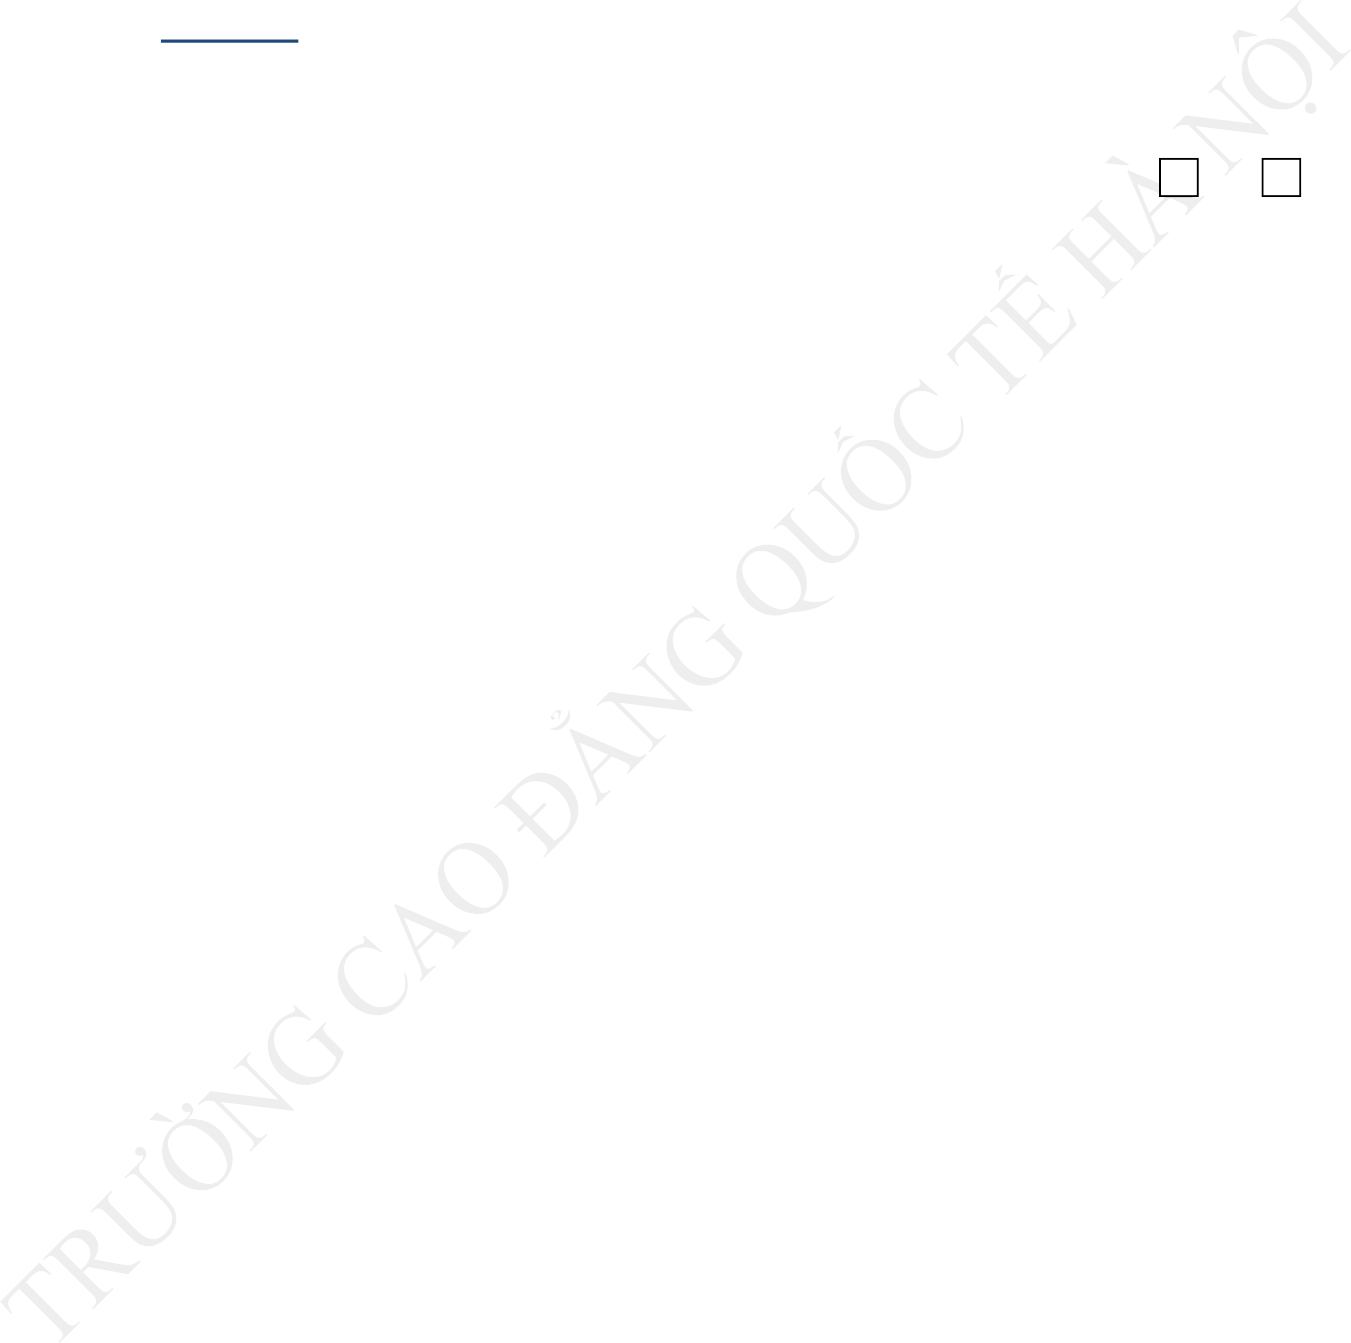 TRƯỜNG CAO ĐẲNG QUỐC TẾ HÀ NỘI